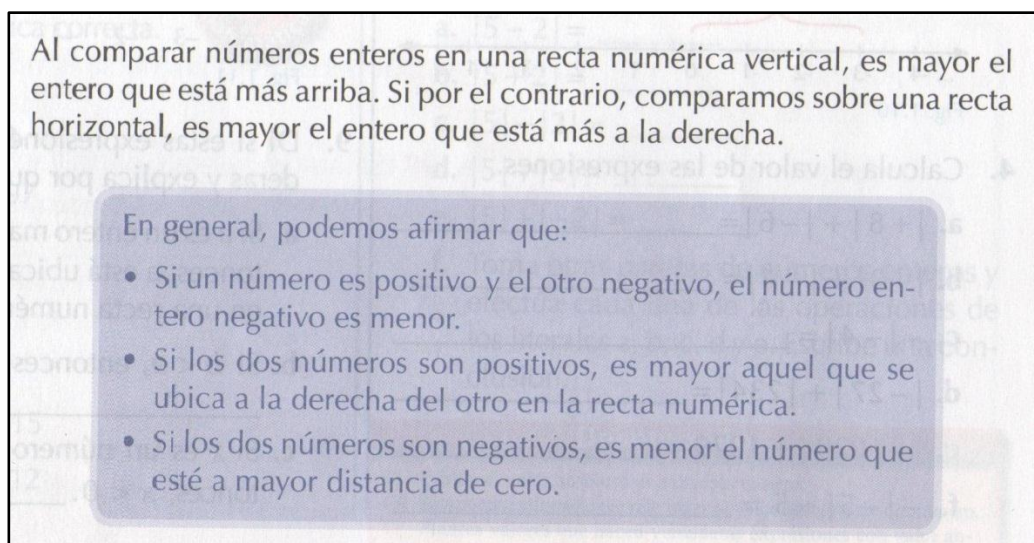 Al comparar números enteros en una recta numérica vertical, es mayor el
entero que está más arriba. Si por el contrario, comparamos sobre una recta
horizontal, es mayor el entero que está más a la derecha.
En general, podemos afirmar que:
• Si un número es positivo y el otro negativo, el número en-
tero negativo es menor.
• Si los dos números son positivos, es mayor aquel que se
ubica a la derecha del otro en la recta numérica.
• Si los dos números son negativos, es menor el número que
esté a mayor distancia de cero.